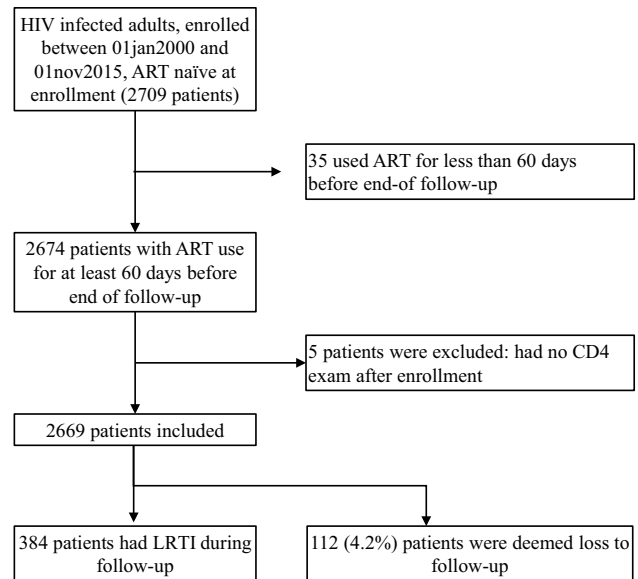 HIV infected adults, enrolled
between 01jan2000 and
01nov2015, ART naïve at
enrollment (2709 patients)
35 used ART for less than 60 days
before end-of follow-up
2674 patients with ART use
for at least 60 days before
end of follow-up
5 patients were excluded: had no CD4
exam after enrollment
2669 patients included
384 patients had LRTI during
follow-up
112 (4.2%) patients were deemed loss to
follow-up